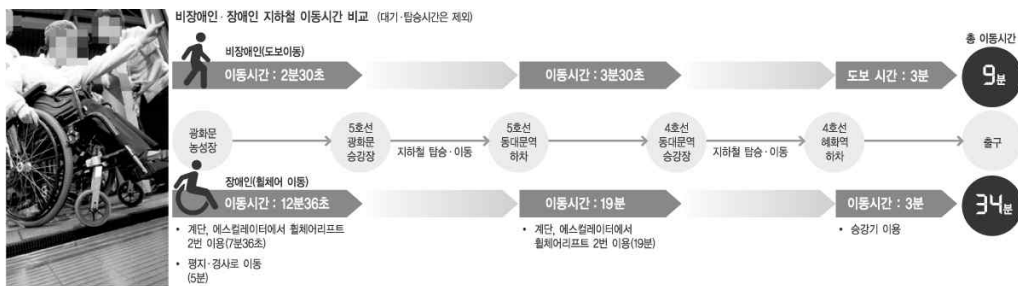 비장애인·장애인 지하철 이동시간 비교 (대기·탑승시간은 제외)
비장애인(도보이동)
총 이동시간
이동시간 : 2분30초
이동시간 : 3분30초
도보 시간 : 3분
9분
광화문
농성장
5호선
광화문
승강장
지하철 탑승·이동
5호선
동대문역
하차
4호선
동대문역
승강장
지하철 탑승·이동
4호선
혜화역
하차
출구
장애인(휠체어 이동)
이동시간 : 12분36초
이동시간 : 19분
이동시간 : 3분
34분
• 계단, 에스컬레이터에서 휠체어리프트
2번 이용(7분36초)
• 평지·경사로 이동
(5분)
• 계단, 에스컬레이터에서
휠체어리프트 2번 이용(19분)
• 승강기 이용